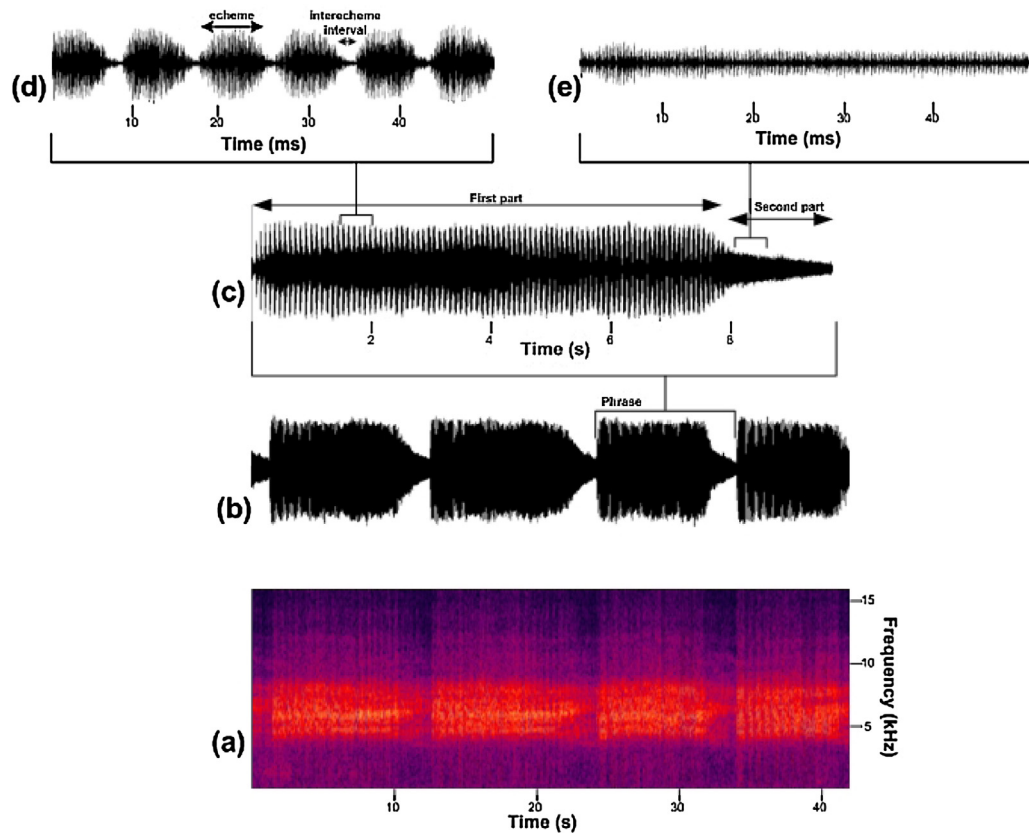 echeme
interecheme
interval
(d)
10 20 30 40
Time (ms)
(e)
10 20 30 40
Time (ms)
First part
Second part
(c)
2 4 6 8
Time (s)
Phrase
(b)
(a)
15
10
5
Frequency (kHz)
10 20 30 40
Time (s)